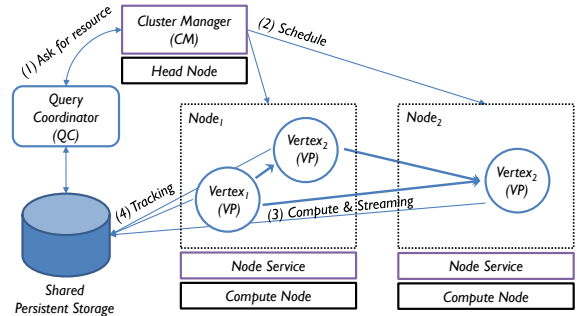 (1) Ask for resource
Cluster Manager
(CM)
Head Node
(2) Schedule
Query
Coordinator
(QC)
Node1
Vertex2
(VP)
Vertex1
(VP)
Node2
Vertex2
(VP)
(4) Tracking
(3) Compute & Streaming
Shared
Persistent Storage
Node Service
Compute Node
Node Service
Compute Node